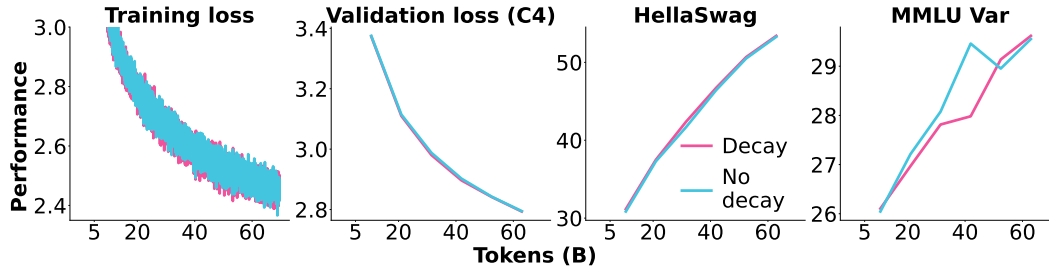 Training loss
Validation loss (C4)
HellaSwag
MMLU Var
Performance
3.0
2.8
2.6
2.4
5 20 40 60
3.4
3.2
3.0
2.8
5 20 40 60
50
40
30
5 20 40 60
Decay
No
decay
29
28
27
26
5 20 40 60
Tokens (B)